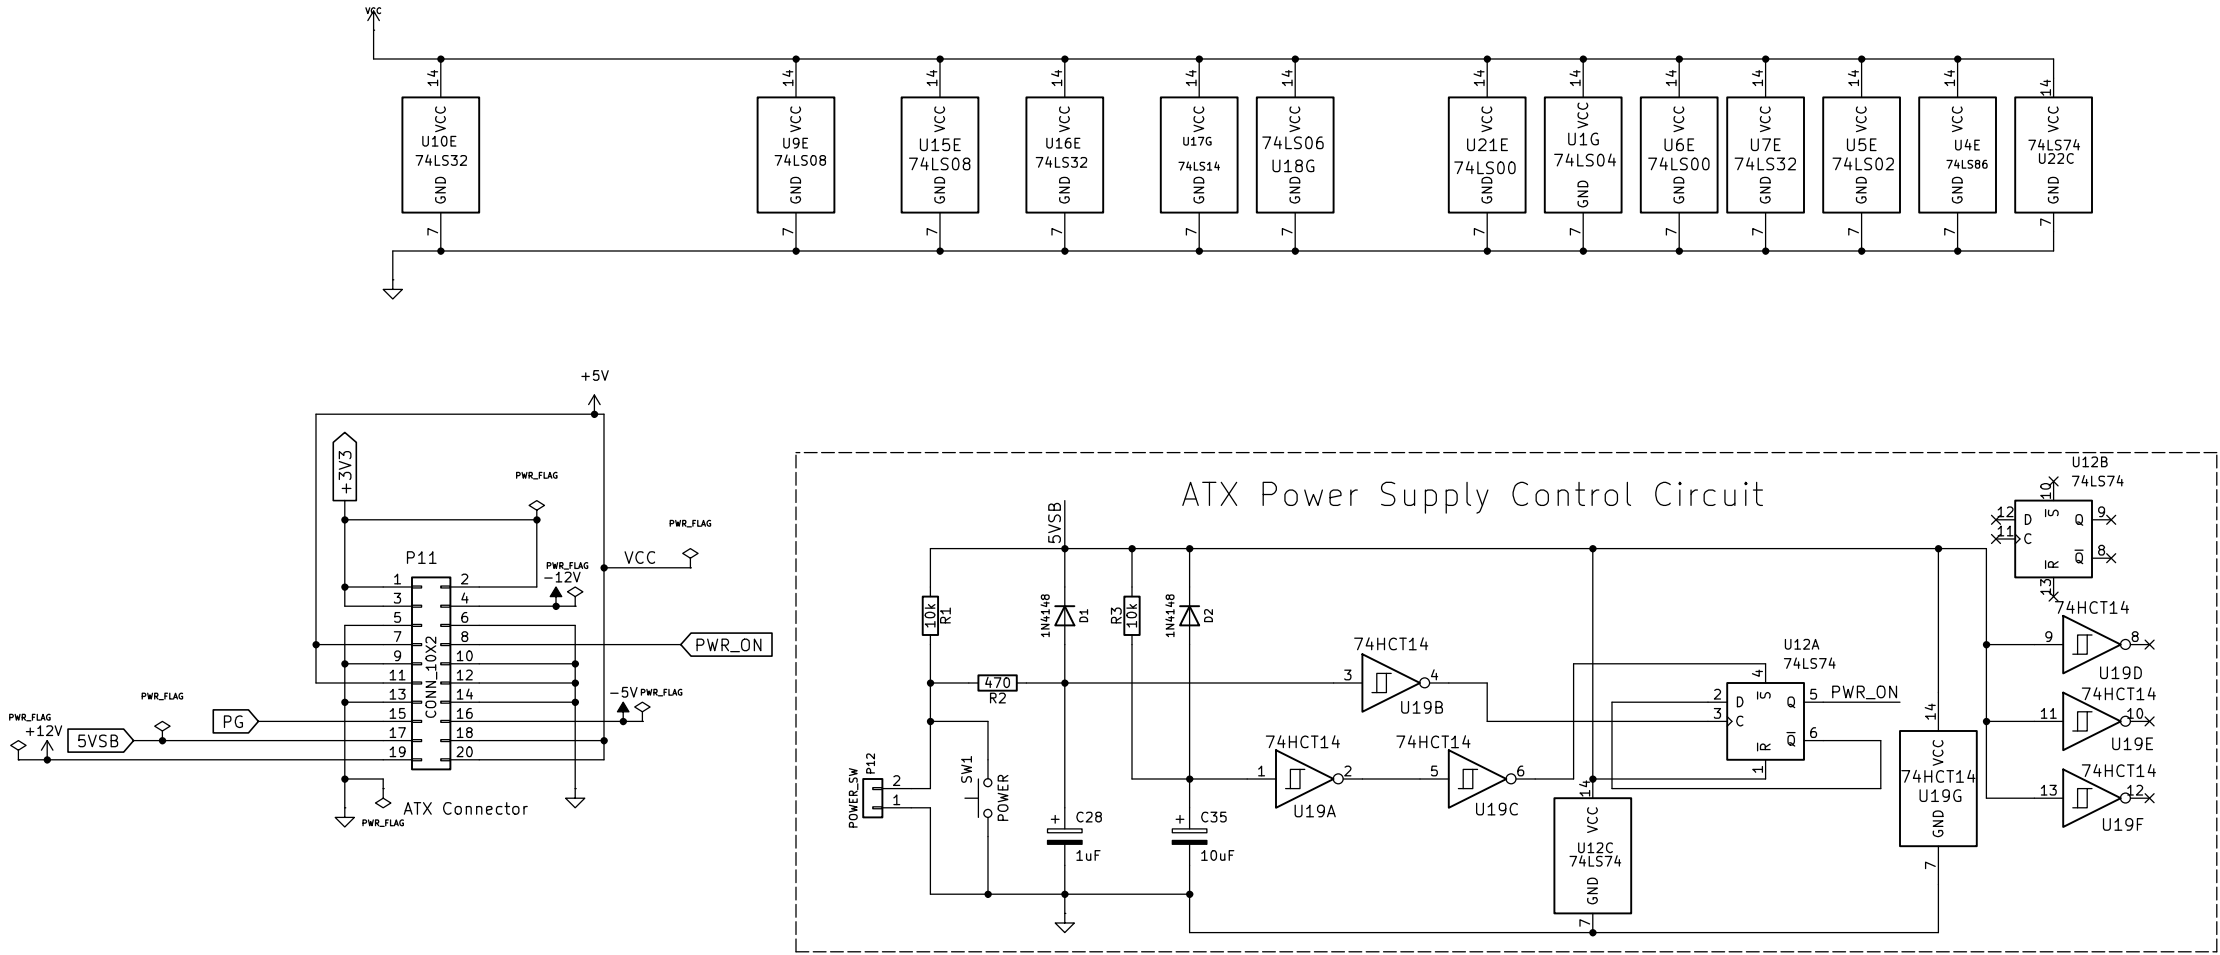 VCC
14 14 14 14 14 14 14 14 14 14 14 14 14
VCC VCC VCC VCC VCC VCC VCC VCC VCC VCC VCC VCC VCC
U10E
74LS32
U9E
74LS08
U15E
74LS08
U16E
74LS32
U17G
74LS14
74LS06
U18G
U21E
74LS00
U1G
74LS04
U6E
74LS00
U7E
74LS32
U5E
74LS02
U4E
74LS86
74LS74
U22C
GND GND GND GND GND GND GND GND GND GND GND GND GND
7 7 7 7 7 7 7 7 7 7 7 7 7
+5V
+3V3
PWR_FLAG
PWR_FLAG
VCC
P11
PWR_FLAG
-12V
1 2
3 4
5 6
7 8
9 10
11 12
13 14
15 16
17 18
19 20
CONN_10X2
PWR_ON
-5V
PWR_FLAG
PWR_FLAG
PG
PWR_FLAG
+12V
5VSB
PWR_FLAG
ATX Connector
ATX Power Supply Control Circuit
5VSB
10k
R1
1N4148
D1
R3
10k
1N4148
D2
470
R2
POWER_SW
P12
2
1
SW1
POWER
+
C28
1uF
+
C35
10uF
74HCT14
3 4
U19B
74HCT14
1 2
U19A
74HCT14
5 6
U19C
U12A
74LS74
4
S
2 D Q 5
PWR_ON
3 C Q 6
R
1
14
VCC
U12C
74LS74
GND
7
14
VCC
74HCT14
U19G
GND
7
U12B
74LS74
10
S
12 D Q 9
11 C Q 8
R
13
74HCT14
9 8
U19D
74HCT14
11 10
U19E
74HCT14
13 12
U19F